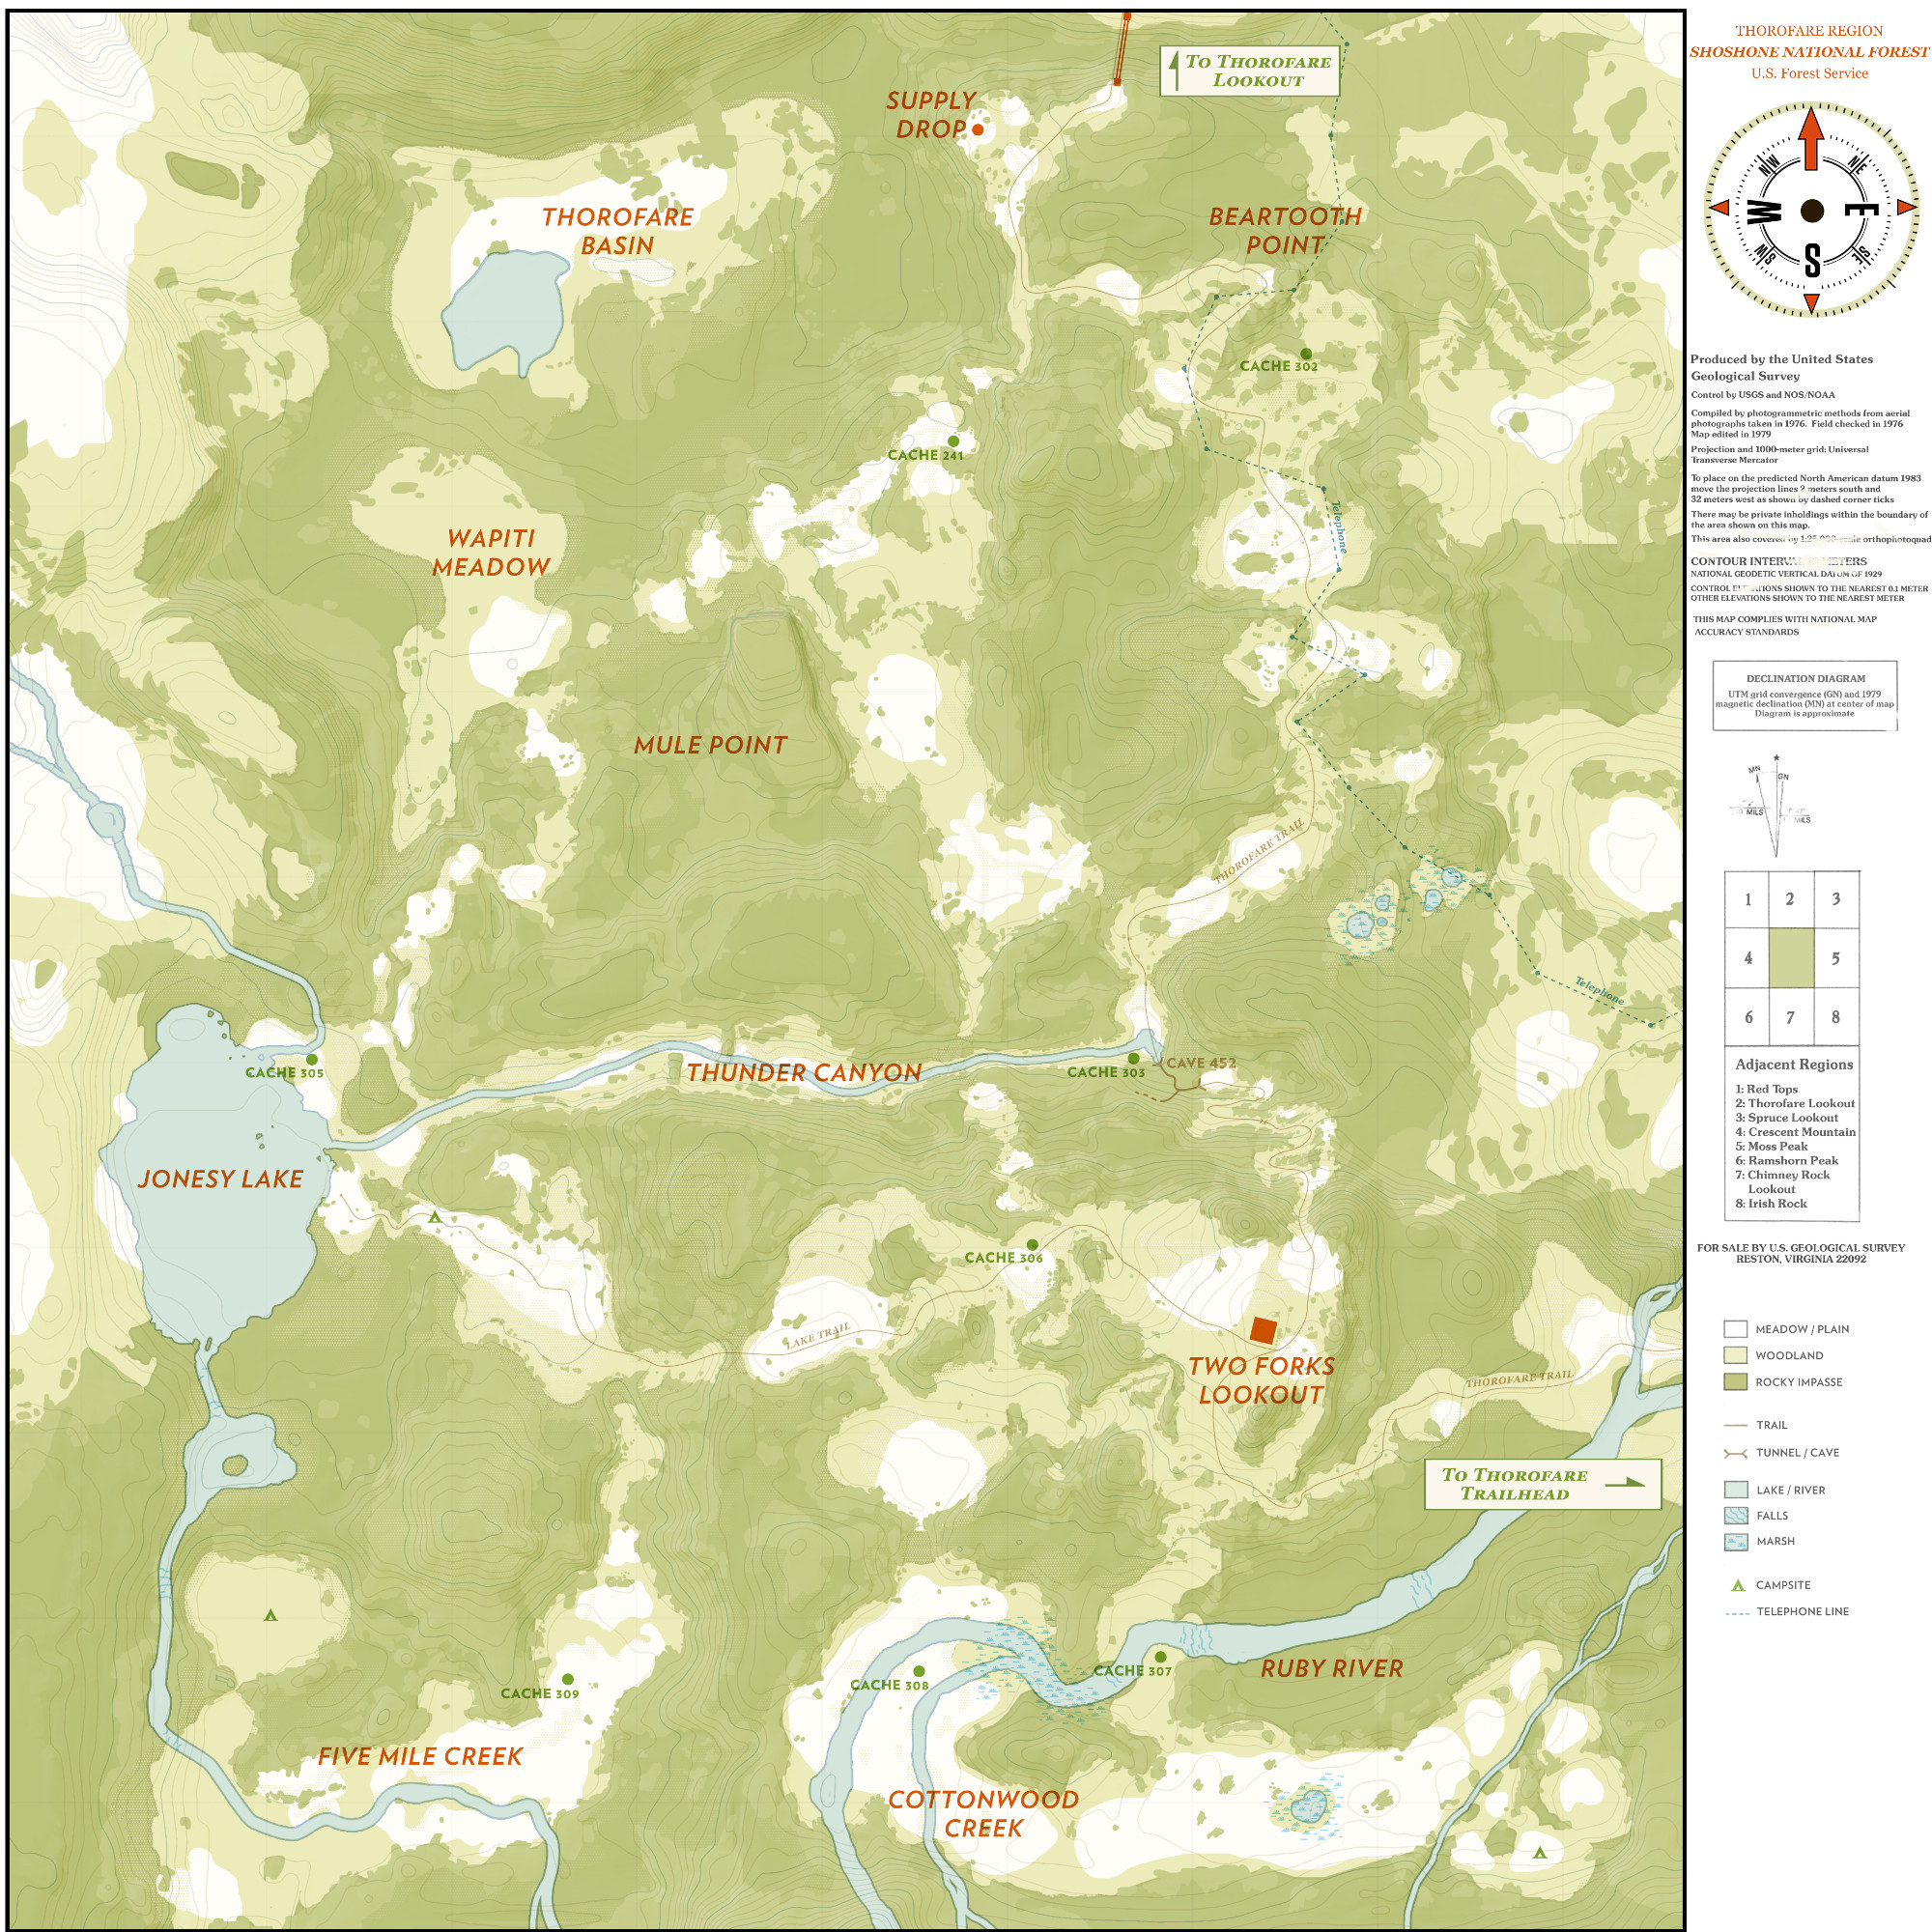 To Thorofare
Lookout
SUPPLY
DROP
THOROFARE
BASIN
BEARTOOTH
POINT
CACHE 302
CACHE 241
Telephone
WAPITI
MEADOW
MULE POINT
THOROFARE TRAIL
Telephone
CACHE 305
THUNDER CANYON
CACHE 303
CAVE 452
JONESY LAKE
CACHE 306
LAKE TRAIL
TWO FORKS
LOOKOUT
THOROFARE TRAIL
To Thorofare
Trailhead
CACHE 309
CACHE 308
CACHE 307
RUBY RIVER
FIVE MILE CREEK
COTTONWOOD
CREEK
THOROFARE REGION
SHOSHONE NATIONAL FOREST
U.S. Forest Service
NW
NE
W
E
SW
SE
S
Produced by the United States
Geological Survey
Control by USGS and NOS/NOAA
Compiled by photogrammetric methods from aerial
photographs taken in 1976. Field checked in 1976
Map edited in 1979
Projection and 1000-meter grid: Universal
Transverse Mercator
To place on the predicted North American datum 1983
move the projection lines 2 meters south and
32 meters west as shown by dashed corner ticks
There may be private inholdings within the boundary of
the area shown on this map.
This area also covered by 1:25 000-scale orthophotoquad
CONTOUR METERS
NATIONAL GEODETIC VERTICAL DATUM OF 1929
CONTROL ELEVATIONS SHOWN TO THE NEAREST 0.1 METER
OTHER ELEVATIONS SHOWN TO THE NEAREST METER
THIS MAP COMPLIES WITH NATIONAL MAP
ACCURACY STANDARDS
DECLINATION DIAGRAM
UTM grid convergence (GN) and 1979
magnetic declination (MN) at center of map
Diagram is approximate
MN
GN
MILS
MILS
1 2 3
4 5
6 7 8
Adjacent Regions
1: Red Tops
2: Thorofare Lookout
3: Spruce Lookout
4: Crescent Mountain
5: Moss Peak
6: Ramshorn Peak
7: Chimney Rock
Lookout
8: Irish Rock
FOR SALE BY U.S. GEOLOGICAL SURVEY
RESTON, VIRGINIA 22092
MEADOW / PLAIN
WOODLAND
ROCKY IMPASSE
TRAIL
TUNNEL / CAVE
LAKE / RIVER
FALLS
MARSH
CAMPSITE
TELEPHONE LINE